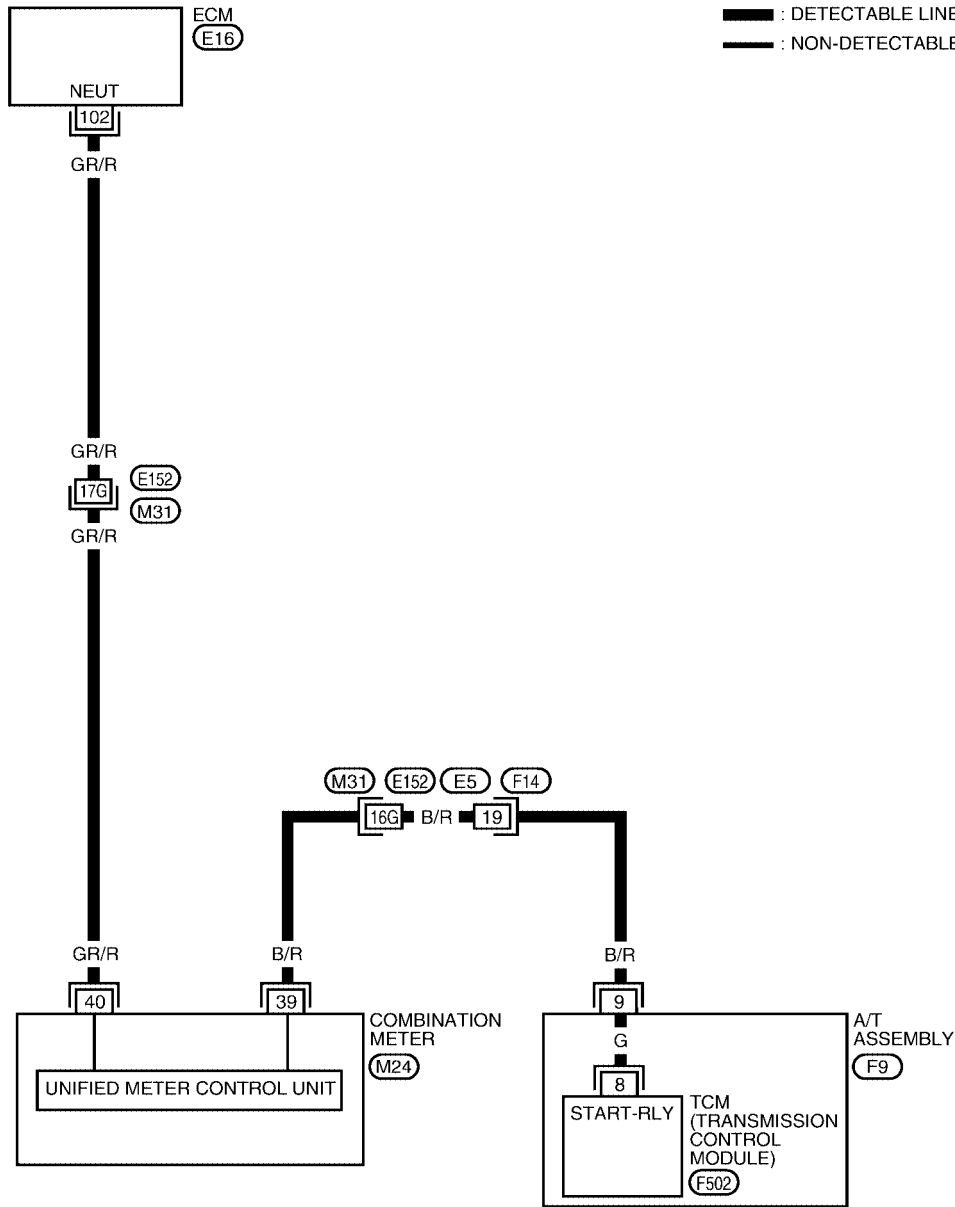 ECM
E16
: DETECTABLE LINE
: NON-DETECTABLE
NEUT
102
GR/R
GR/R
17G
E152
M31
GR/R
M31 E152 E5 F14
16G B/R 19
GR/R
B/R
B/R
40
39
9
COMBINATION
METER
M24
UNIFIED METER CONTROL UNIT
A/T
ASSEMBLY
F9
G
8
START-RLY
TCM
(TRANSMISSION
CONTROL
MODULE)
F502